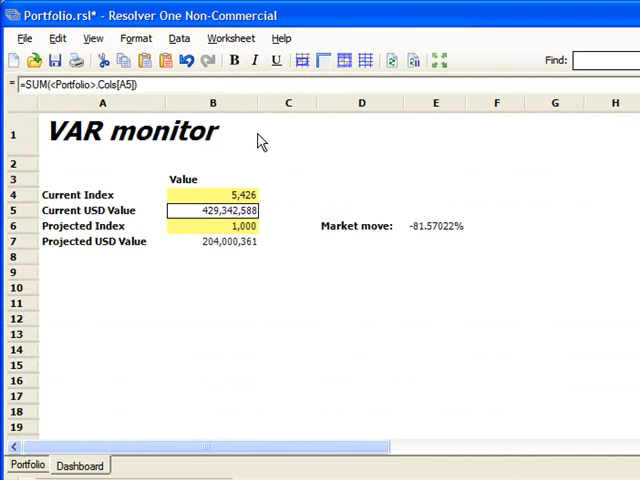 Portfolio.rsl* - Resolver One Non-Commercial
File Edit View Format Data Worksheet Help
B I U Find:
= =SUM(<Portfolio>.Cols[A5])
A B C D E F G H
1 VAR monitor
2
3 Value
4 Current Index 5,426
5 Current USD Value 429,342,588
6 Projected Index 1,000 Market move: -81.57022%
7 Projected USD Value 204,000,361
8
9
10
11
12
13
14
15
16
17
18
19
Portfolio Dashboard